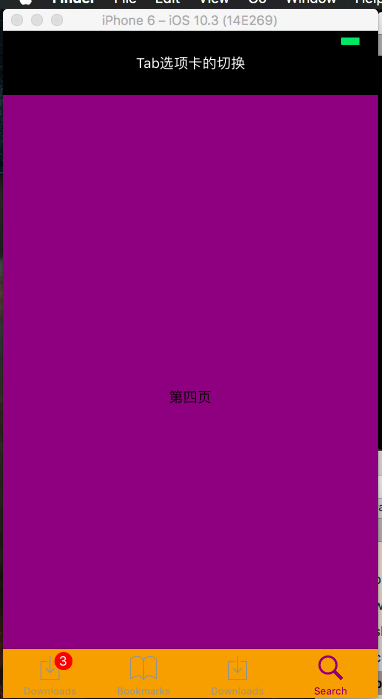 Finder File Edit View Go Window Help
iPhone 6 – iOS 10.3 (14E269)
Tab选项卡的切换
第四页
3
Downloads Bookmarks Downloads Search